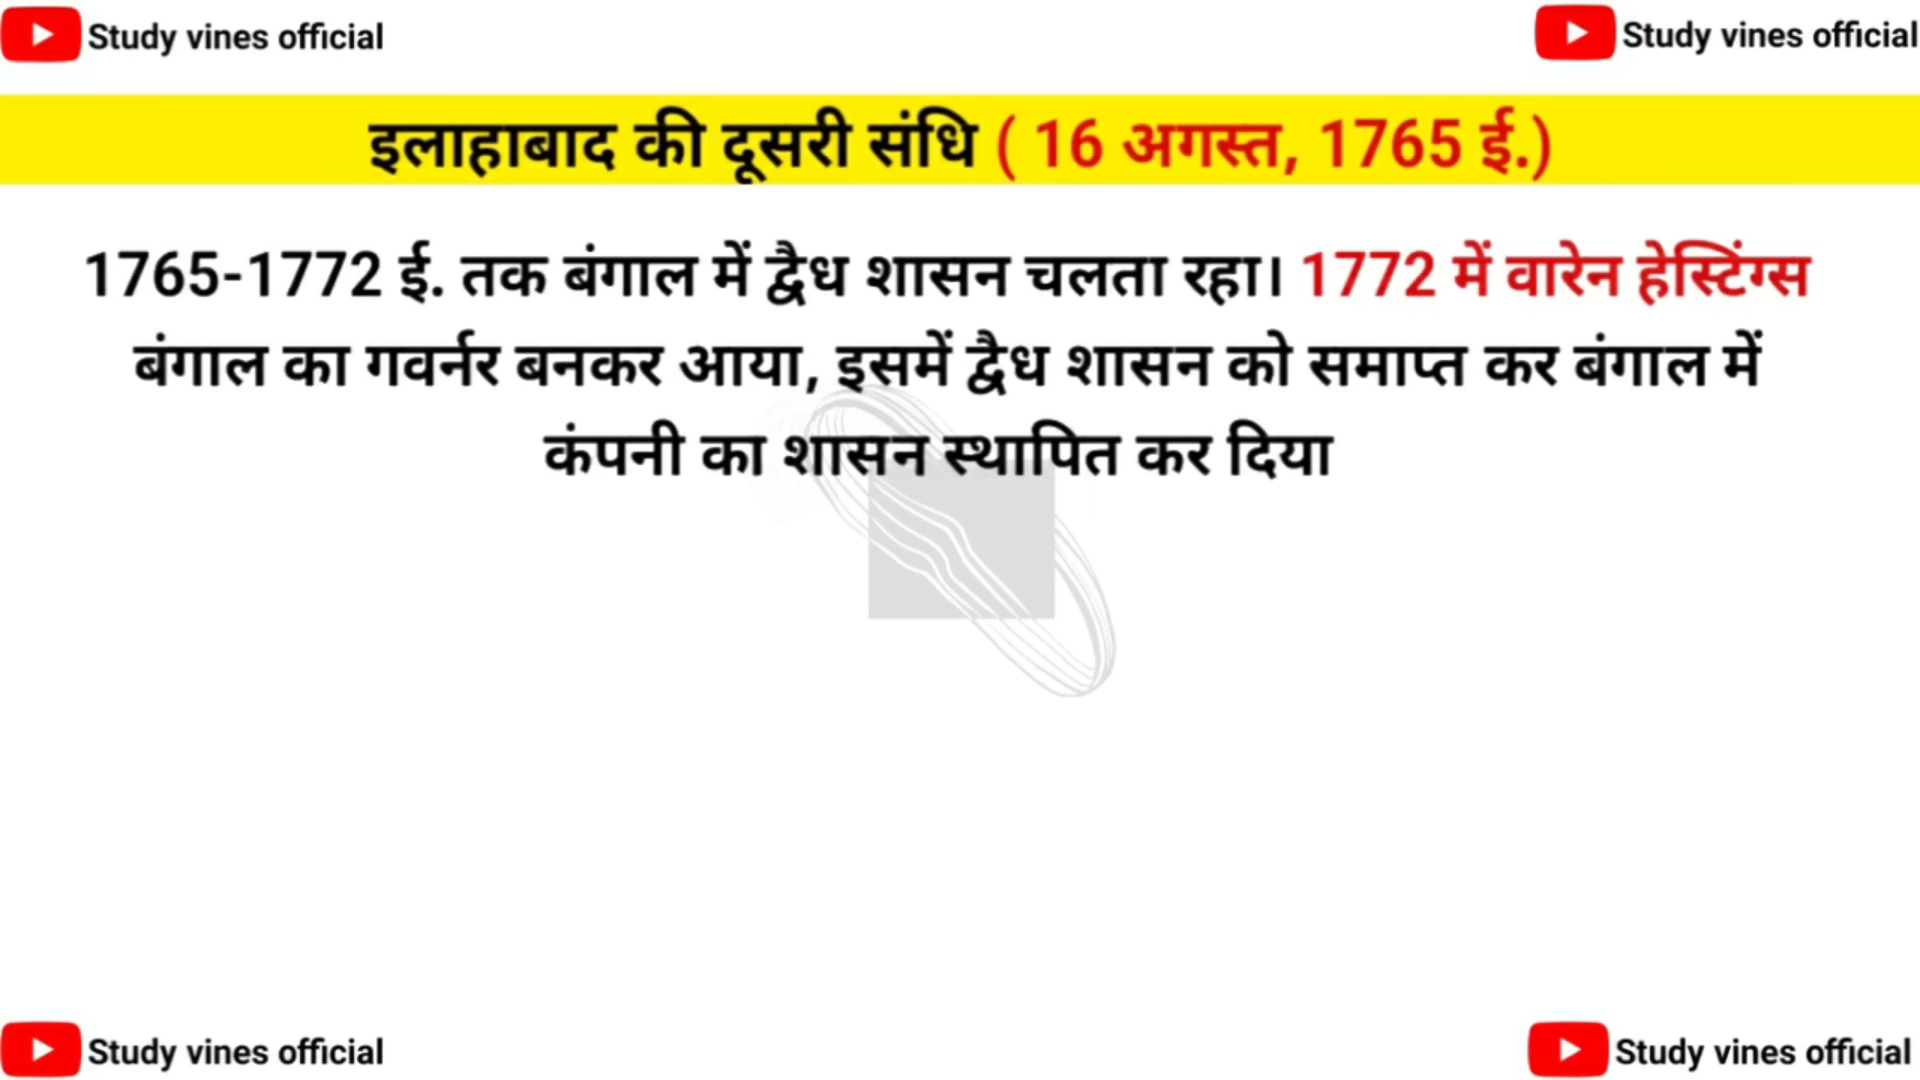 Study vines official
Study vines official
इलाहाबाद की दूसरी संधि ( 16 अगस्त, 1765 ई.)
1765-1772 ई. तक बंगाल में द्वैध शासन चलता रहा। 1772 में वारेन हेस्टिंग्स
बंगाल का गवर्नर बनकर आया, इसमें द्वैध शासन को समाप्त कर बंगाल में
कंपनी का शासन स्थापित कर दिया
Study vines official
Study vines official